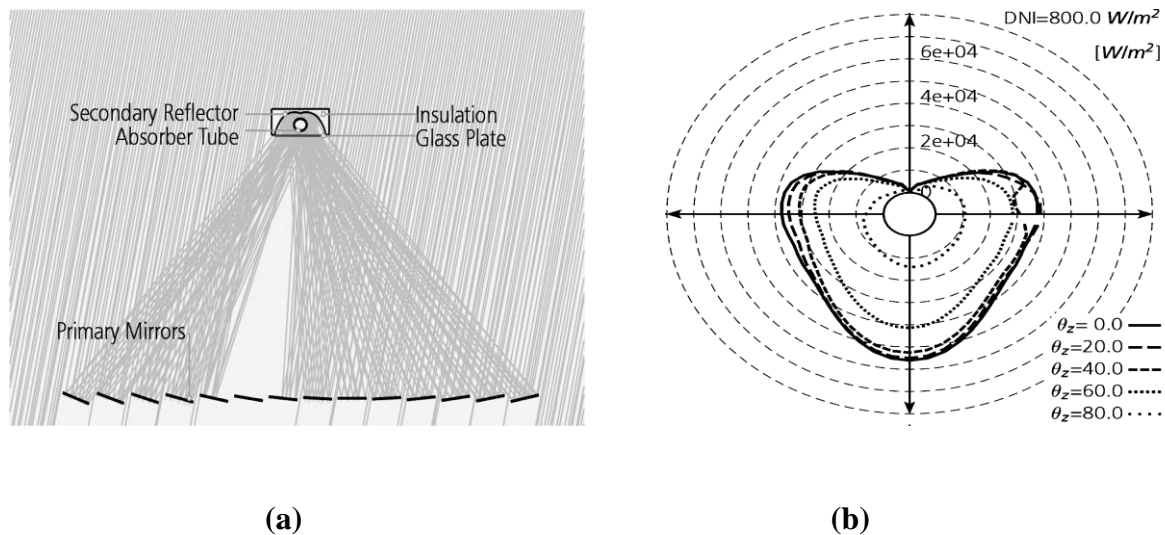 Secondary Reflector
Absorber Tube
Insulation
Glass Plate
Primary Mirrors
DNI=800.0 W/m²
[W/m²]
6e+04
4e+04
2e+04
0
θz= 0.0
θz=20.0
θz=40.0
θz=60.0
θz=80.0
(a)
(b)